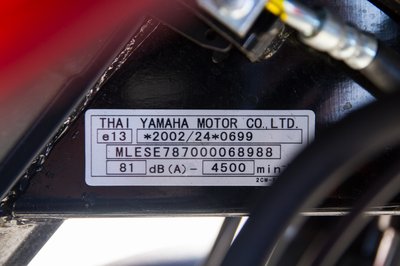 THAI YAMAHA MOTOR CO.,LTD.
e13 *2002/24*0699
MLESE787000068988
81 dB(A)- 4500 min